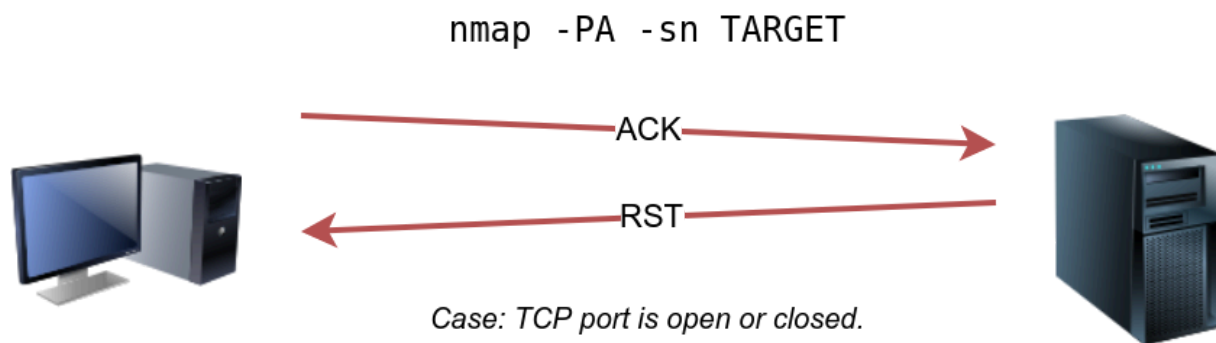 nmap -PA -sn TARGET
ACK
RST
Case: TCP port is open or closed.